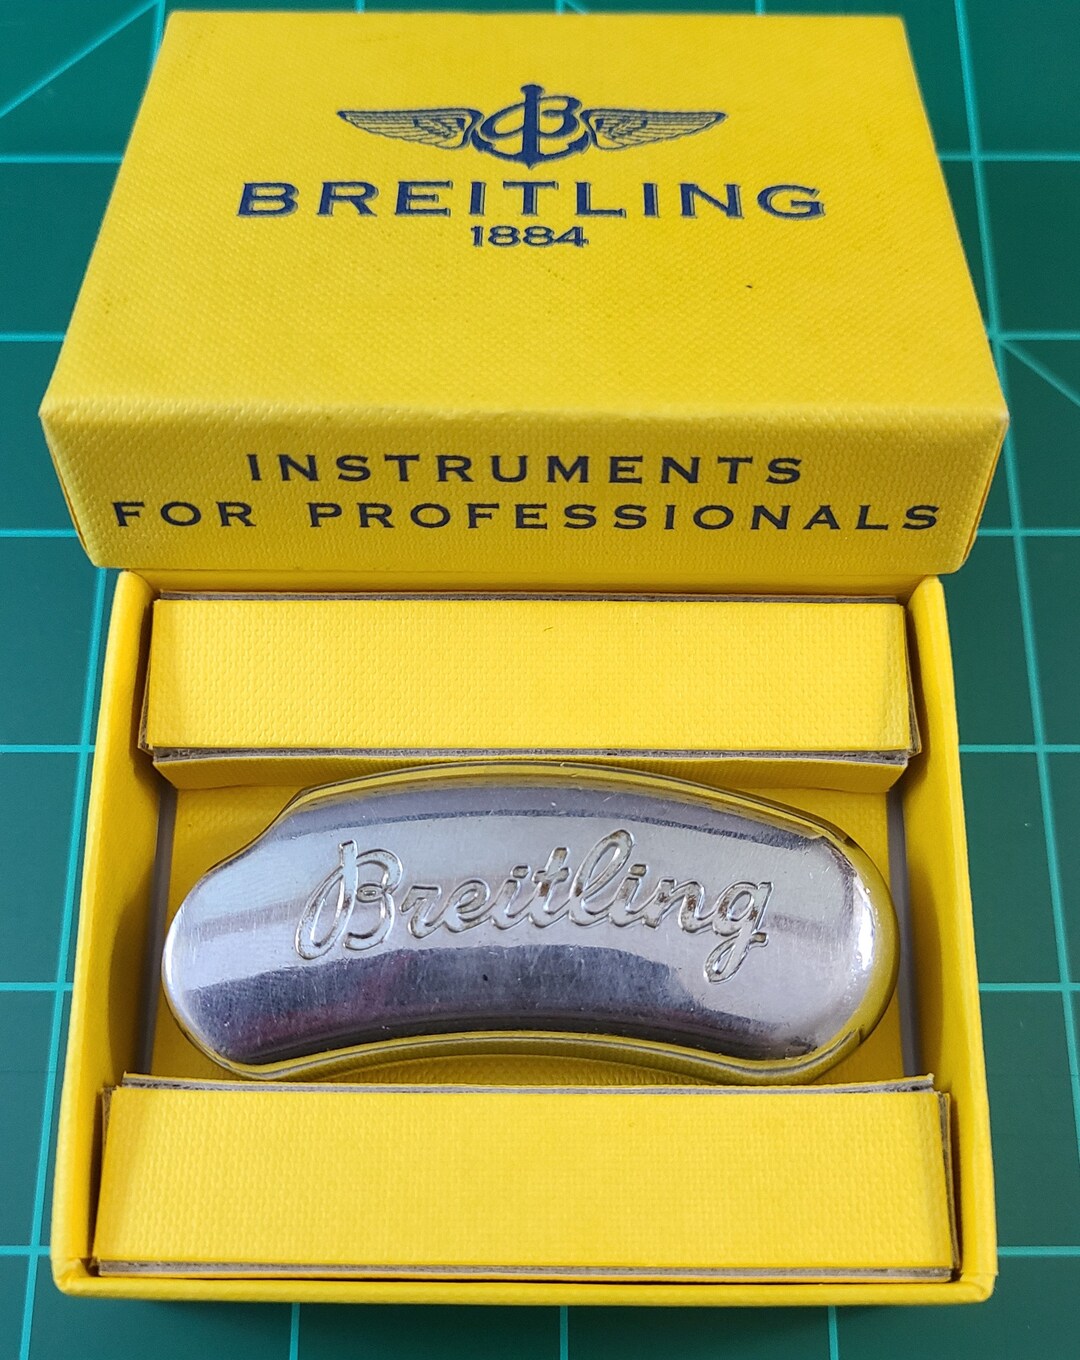 BREITLING
1884
INSTRUMENTS
FOR PROFESSIONALS
Breitling